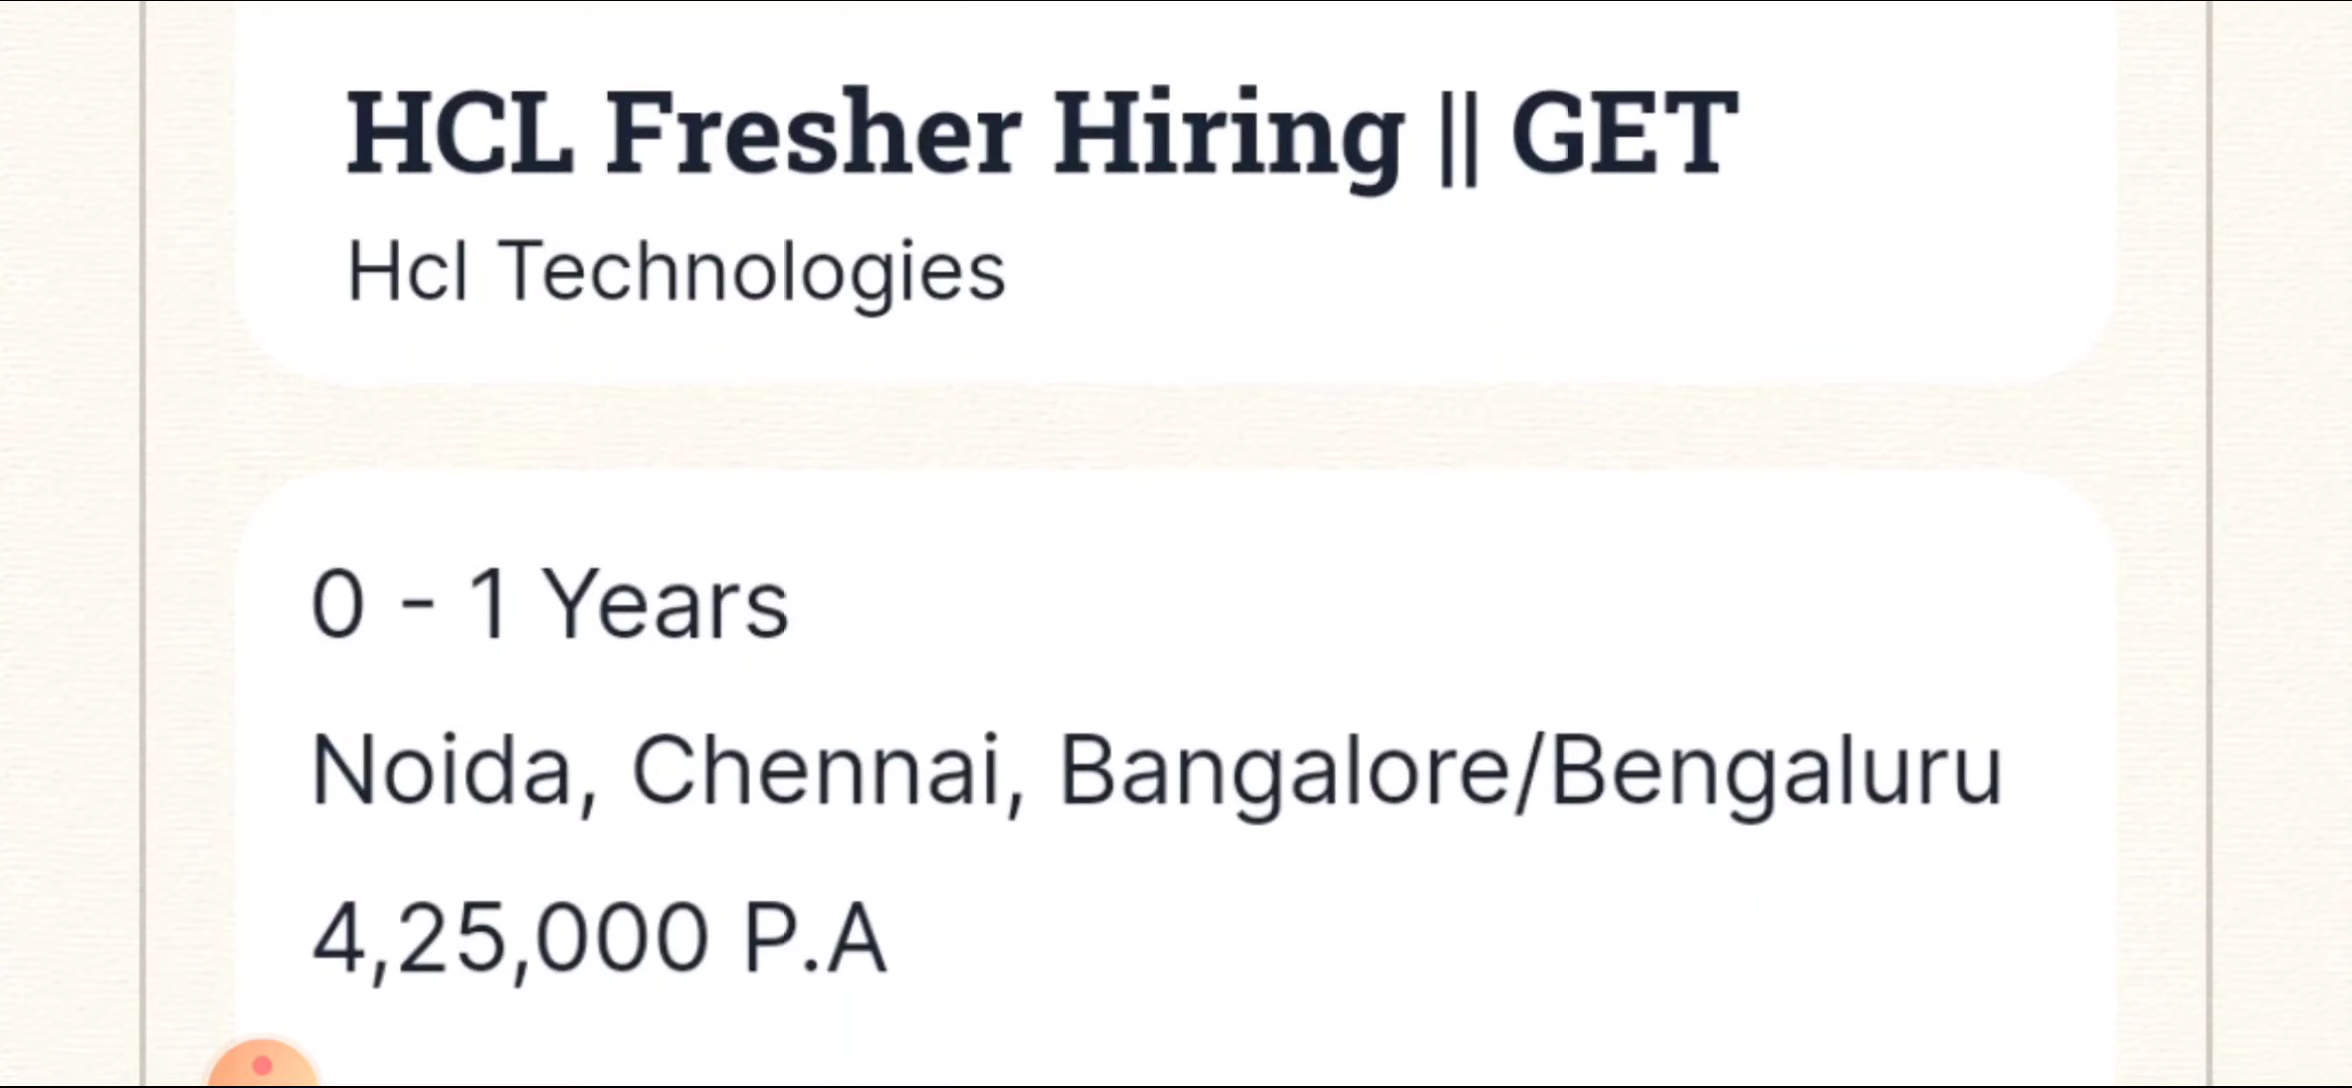 HCL Fresher Hiring || GET
Hcl Technologies
0 - 1 Years
Noida, Chennai, Bangalore/Bengaluru
4,25,000 P.A